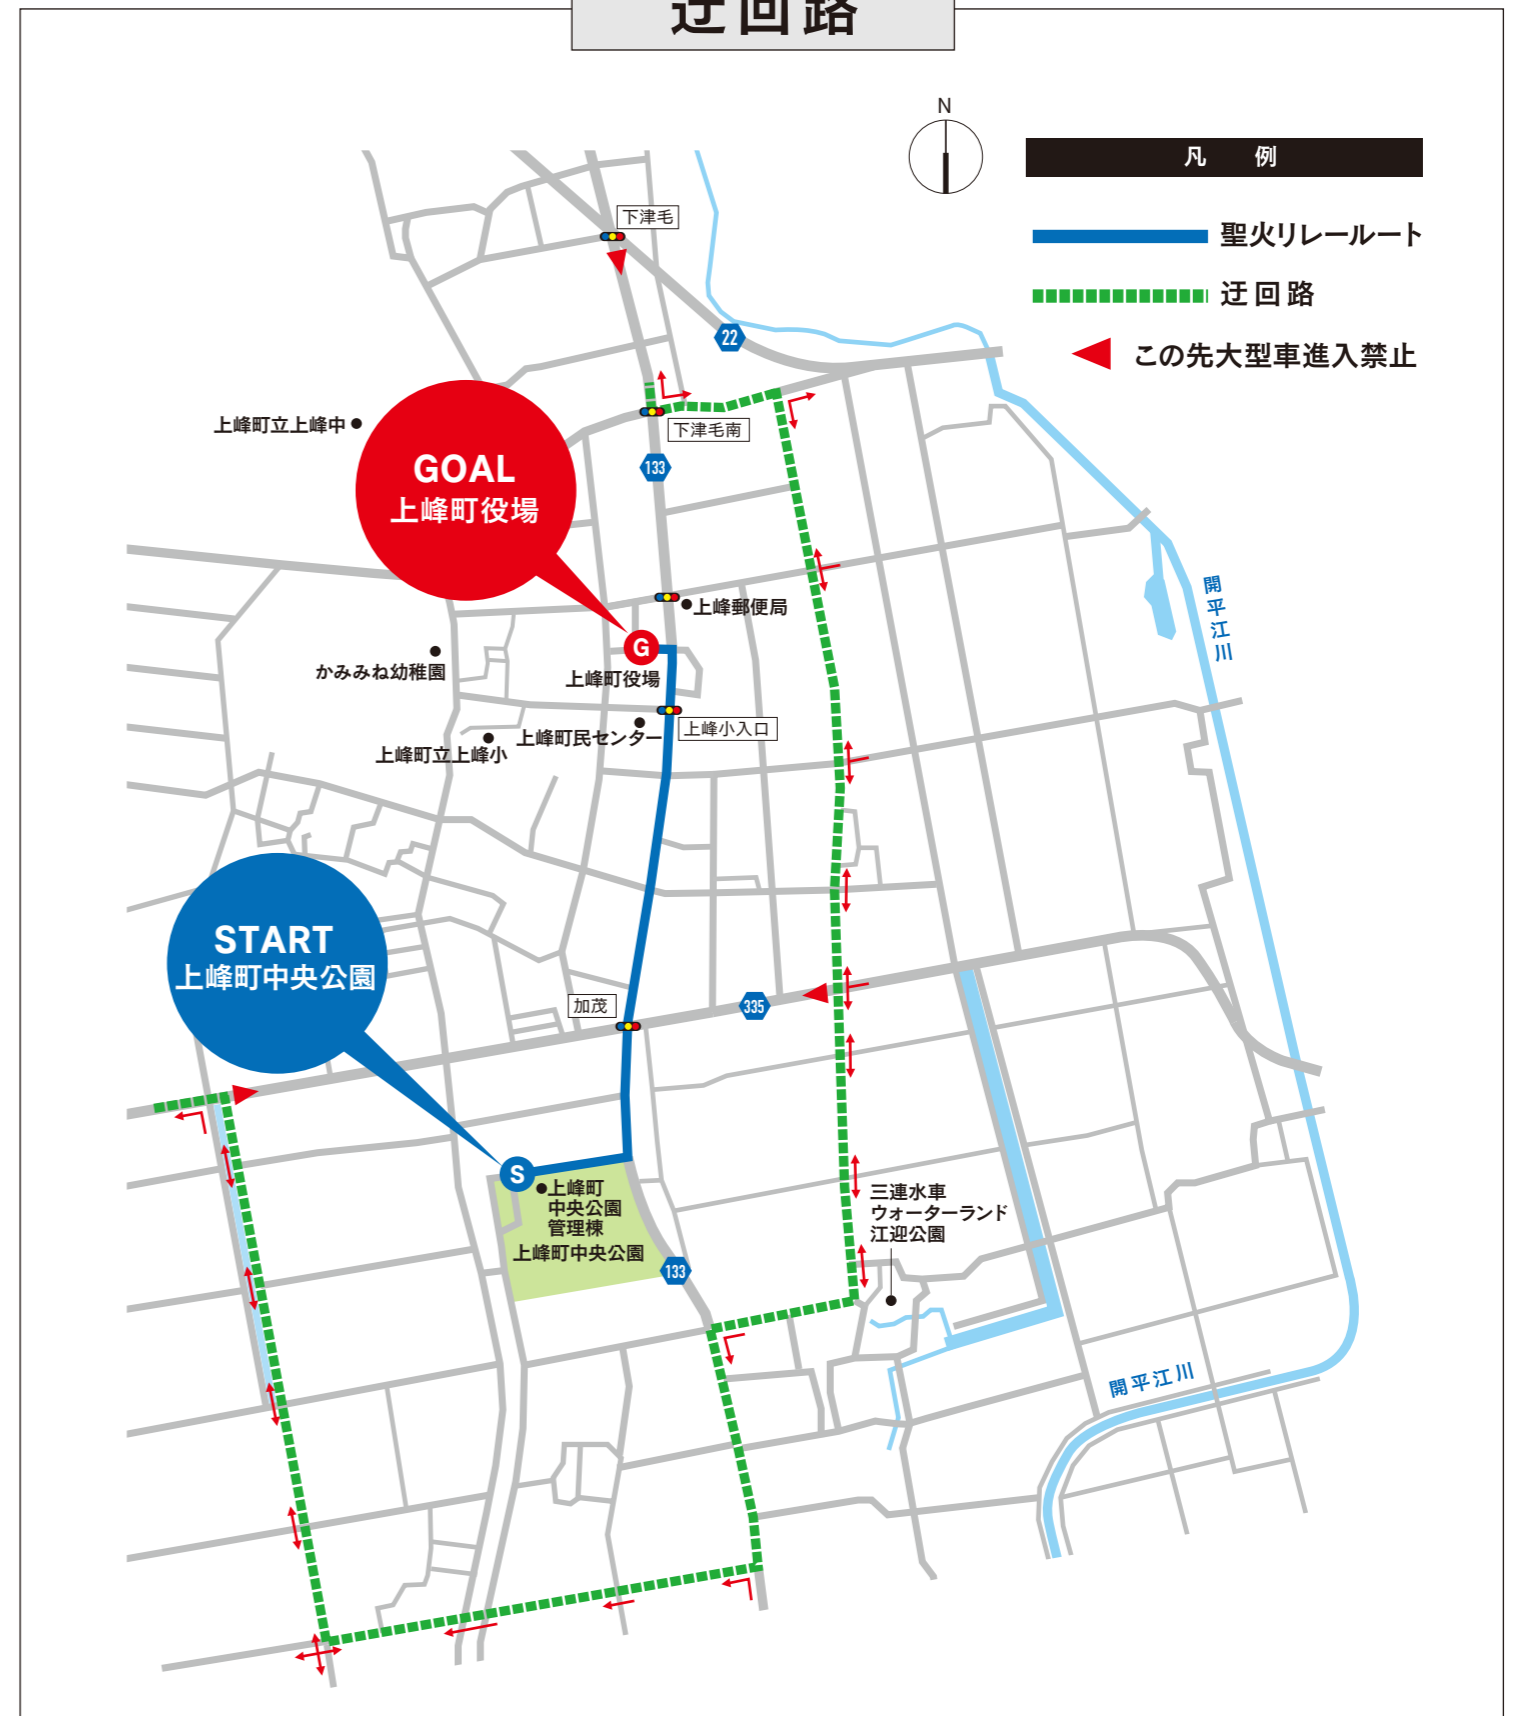 迂回路
N
凡 例
聖火リレールート
迂回路
この先大型車進入禁止
下津毛
22
上峰町立上峰中
下津毛南
133
GOAL
上峰町役場
上峰郵便局
開平江川
かみみね幼稚園
G
上峰町役場
上峰小入口
上峰町民センター
上峰町立上峰小
START
上峰町中央公園
加茂
335
S
上峰町
中央公園
管理棟
上峰町中央公園
三連水車
ウォーターランド
江迎公園
133
開平江川